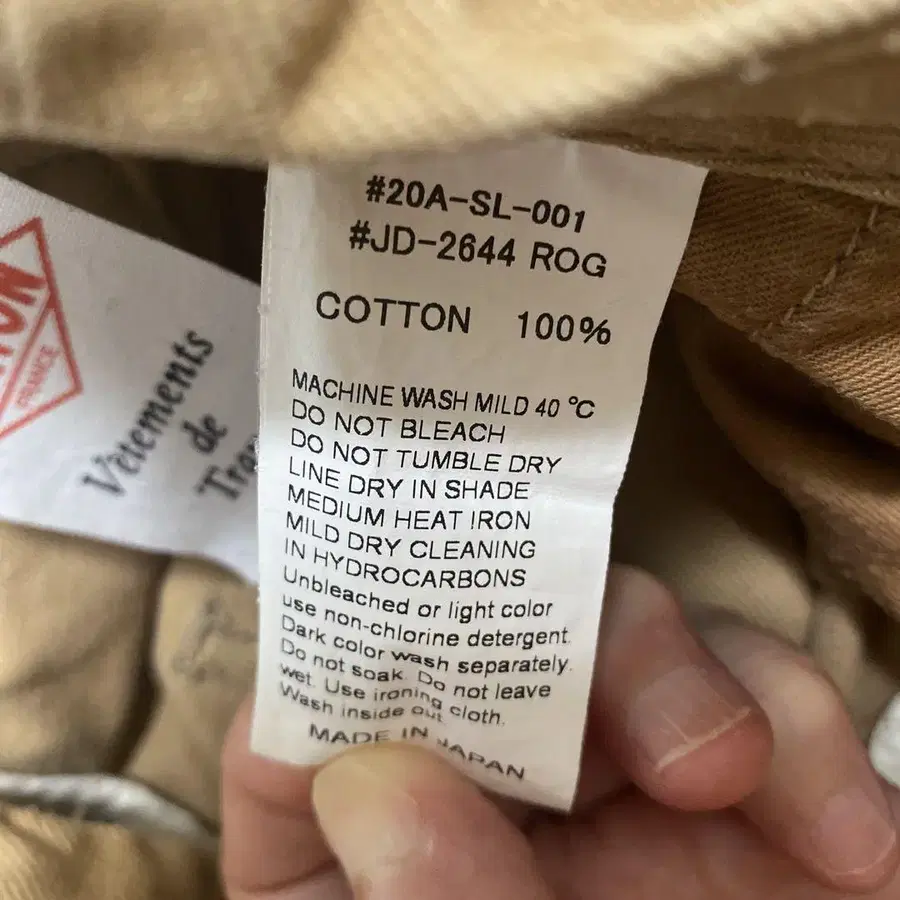 #20A-SL-001
#JD-2644 ROG
COTTON 100%
MACHINE WASH MILD 40 ℃
DO NOT BLEACH
DO NOT TUMBLE DRY
LINE DRY IN SHADE
MEDIUM HEAT IRON
MILD DRY CLEANING
IN HYDROCARBONS
Unbleached or light color
use non-chlorine detergent.
Dark color wash separately.
Do not soak. Do not leave
wet. Use ironing cloth.
Wash inside out.
MADE IN JAPAN
FRANCE
Vêtements
de